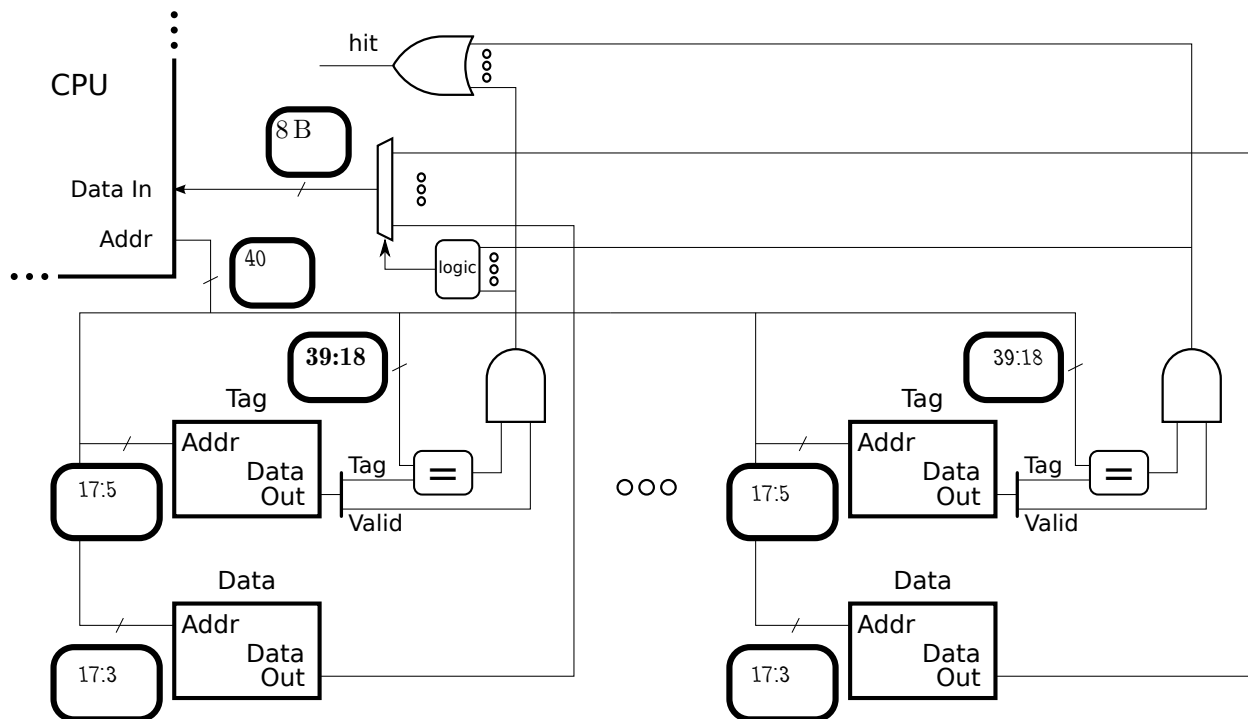 hit
CPU
8 B
Data In
Addr
40
logic
39:18
39:18
Tag
Tag
Addr
Data
Out
Tag
Valid
=
Addr
Data
Out
Tag
Valid
=
17:5
17:5
Data
Data
Addr
Data
Out
Addr
Data
Out
17:3
17:3